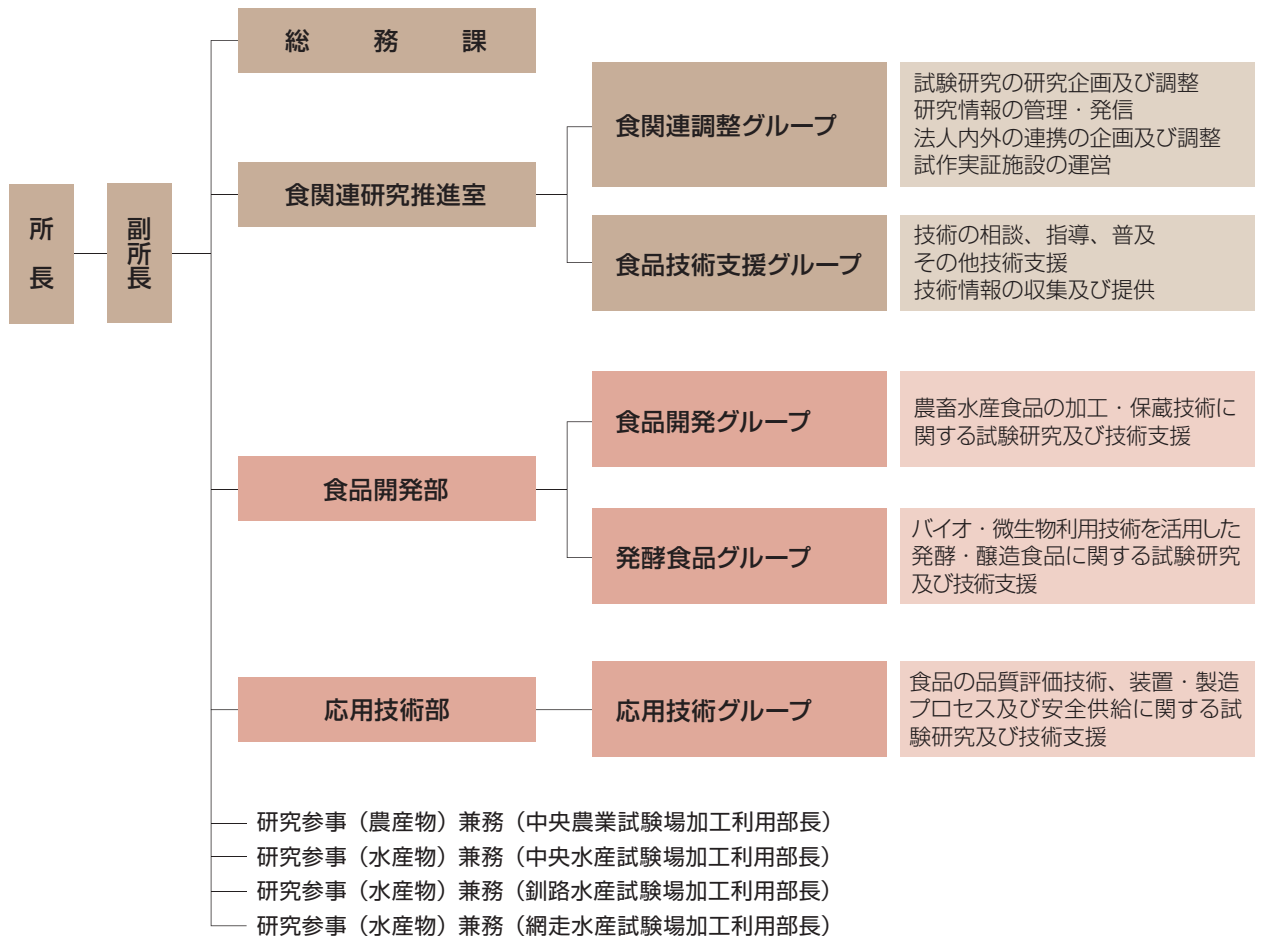 所長
副所長
総務課
食関連研究推進室
食関連調整グループ
試験研究の研究企画及び調整
研究情報の管理・発信
法人内外の連携の企画及び調整
試作実証施設の運営
食品技術支援グループ
技術の相談、指導、普及
その他技術支援
技術情報の収集及び提供
食品開発部
食品開発グループ
農畜水産食品の加工・保蔵技術に
関する試験研究及び技術支援
発酵食品グループ
バイオ・微生物利用技術を活用した
発酵・醸造食品に関する試験研究
及び技術支援
応用技術部
応用技術グループ
食品の品質評価技術、装置・製造
プロセス及び安全供給に関する試
験研究及び技術支援
研究参事（農産物）兼務（中央農業試験場加工利用部長）
研究参事（水産物）兼務（中央水産試験場加工利用部長）
研究参事（水産物）兼務（釧路水産試験場加工利用部長）
研究参事（水産物）兼務（網走水産試験場加工利用部長）